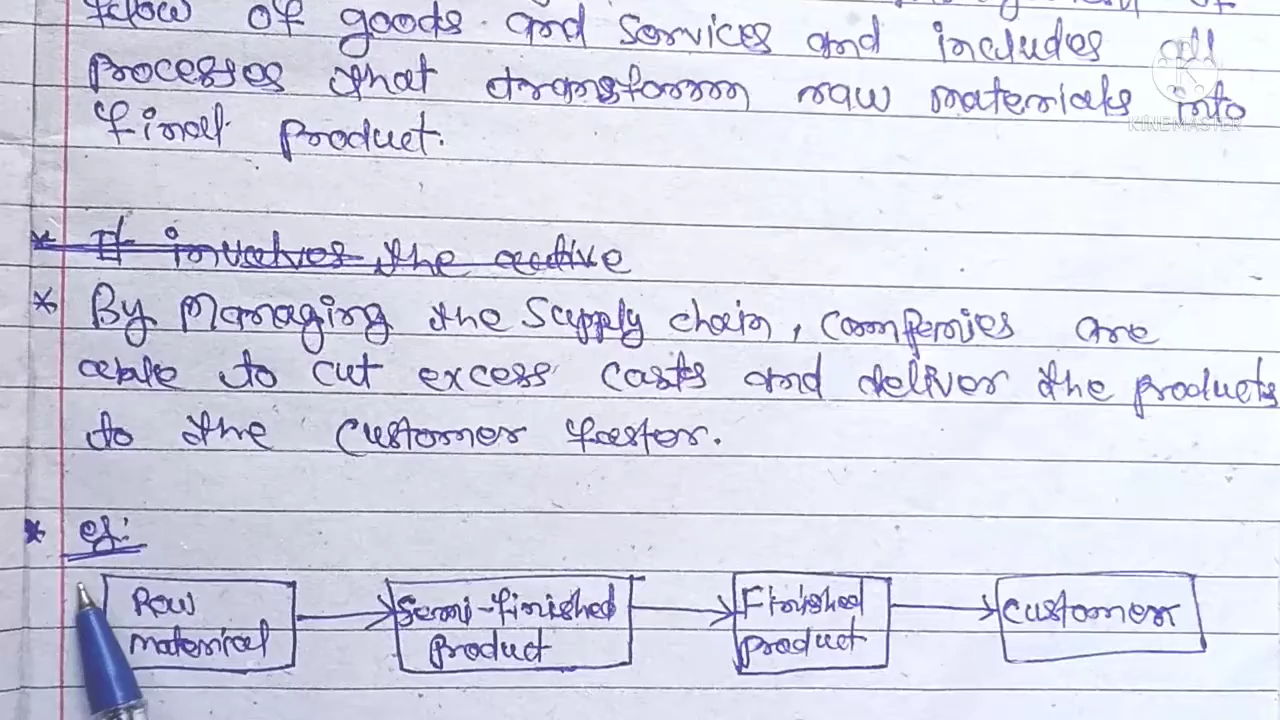 flow of goods and services and includes all
processes that transform raw materials into
final product.
* It involves the active
* By Managing the supply chain, companies are
able to cut excess costs and deliver the products
to the customer faster.
* eg:
Raw material
Semi-finished product
Finished product
customer
KINEMASTER